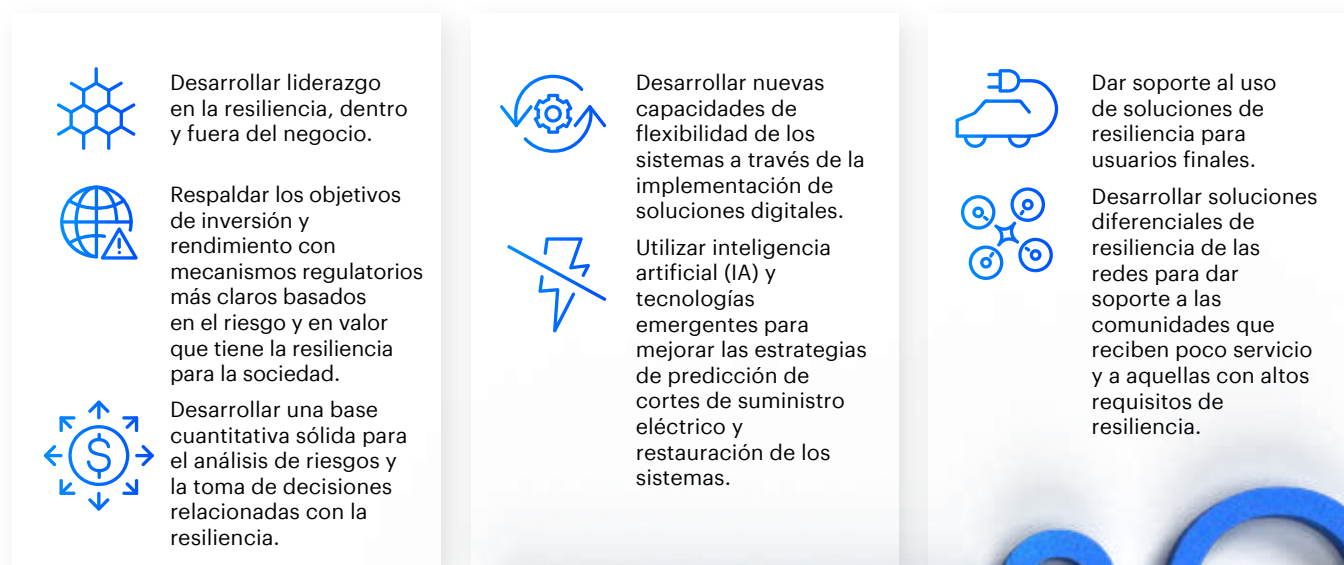 Desarrollar liderazgo
en la resiliencia, dentro
y fuera del negocio.
Respaldar los objetivos
de inversión y
rendimiento con
mecanismos regulatorios
más claros basados
en el riesgo y en valor
que tiene la resiliencia
para la sociedad.
Desarrollar una base
cuantitativa sólida para
el análisis de riesgos y
la toma de decisiones
relacionadas con la
resiliencia.
Desarrollar nuevas
capacidades de
flexibilidad de los
sistemas a través de la
implementación de
soluciones digitales.
Utilizar inteligencia
artificial (IA) y
tecnologías
emergentes para
mejorar las estrategias
de predicción de
cortes de suministro
eléctrico y
restauración de los
sistemas.
Dar soporte al uso
de soluciones de
resiliencia para
usuarios finales.
Desarrollar soluciones
diferenciales de
resiliencia de las
redes para dar
soporte a las
comunidades que
reciben poco servicio
y a aquellas con altos
requisitos de
resiliencia.